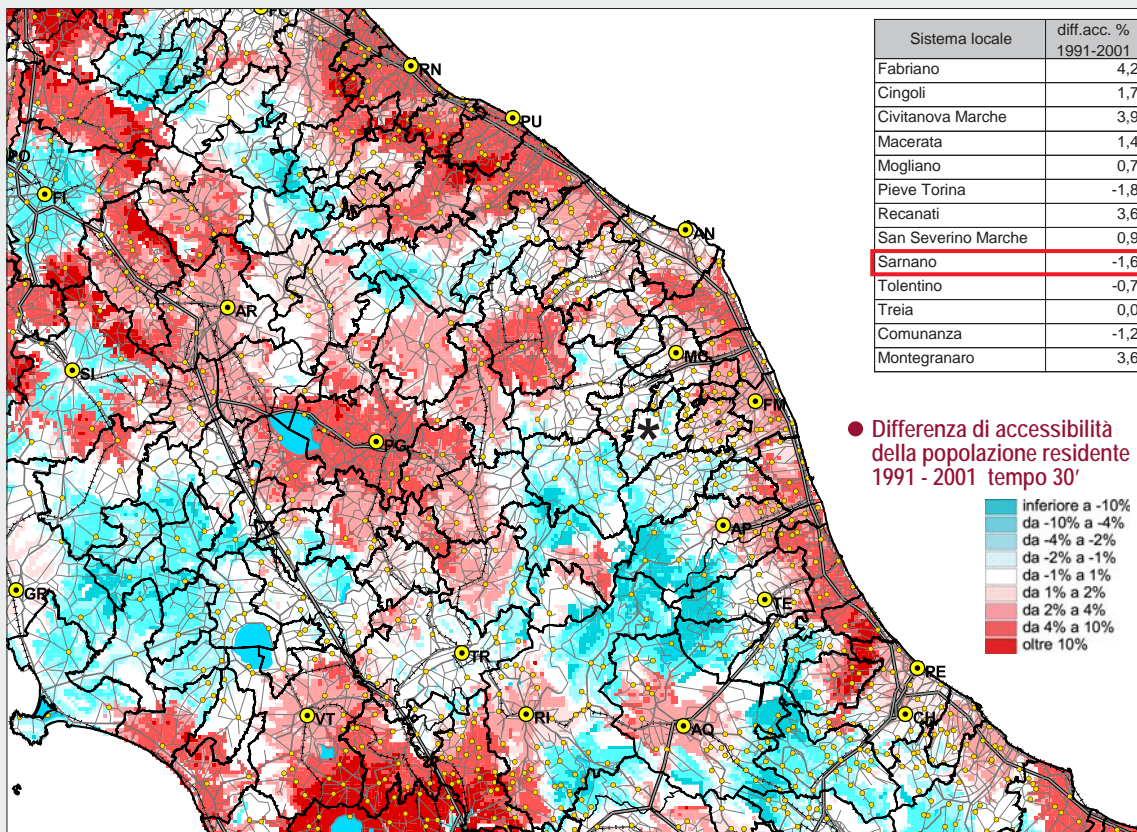 Sistema locale diff.acc. % 1991-2001
Fabriano 4,2
Cingoli 1,7
Civitanova Marche 3,9
Macerata 1,4
Mogliano 0,7
Pieve Torina -1,8
Recanati 3,6
San Severino Marche 0,9
Sarnano -1,6
Tolentino -0,7
Treia 0,0
Comunanza -1,2
Montegranaro 3,6
● Differenza di accessibilità
della popolazione residente
1991 - 2001 tempo 30'
inferiore a -10%
da -10% a -4%
da -4% a -2%
da -2% a -1%
da -1% a 1%
da 1% a 2%
da 2% a 4%
da 4% a 10%
oltre 10%
RN
PU
PO
FI
AN
AR
MC
SI
FM
*
PG
AP
GR
TE
TR
PE
VT
RI
AQ
CH